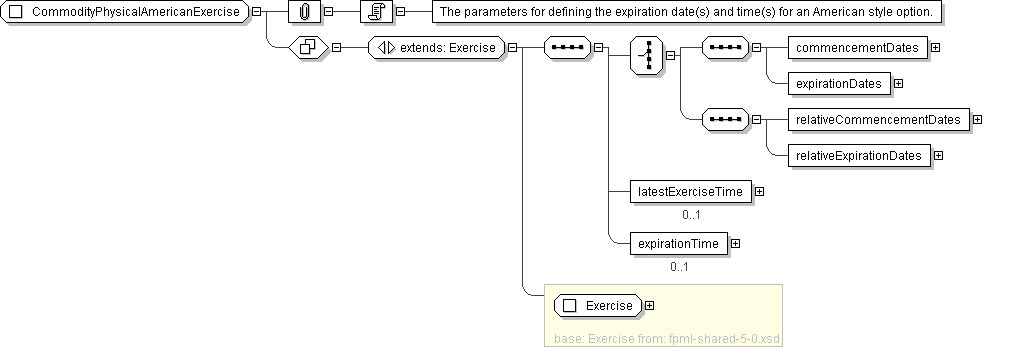 CommodityPhysicalAmericanExercise
The parameters for defining the expiration date(s) and time(s) for an American style option.
extends: Exercise
commencementDates
expirationDates
relativeCommencementDates
relativeExpirationDates
latestExerciseTime
0..1
expirationTime
0..1
Exercise
base: Exercise from: fpml-shared-5-0.xsd